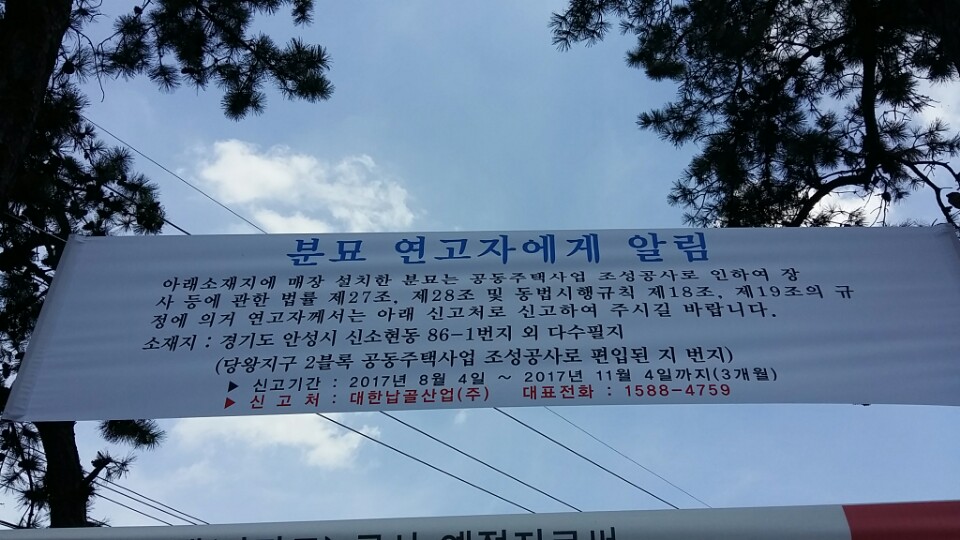 분묘 연고자에게 알림
아래소재지에 매장 설치한 분묘는 공동주택사업 조성공사로 인하여 장
사 등에 관한 법률 제27조, 제28조 및 동법시행규칙 제18조, 제19조의 규
정에 의거 연고자께서는 아래 신고처로 신고하여 주시길 바랍니다.
소재지 : 경기도 안성시 신소현동 86-1번지 외 다수필지
(당왕지구 2블록 공동주택사업 조성공사로 편입된 지 번지)
▶ 신고기간 : 2017년 8월 4일 ~ 2017년 11월 4일까지(3개월)
▶ 신 고 처 : 대한납골산업(주) 대표전화 : 1588-4759